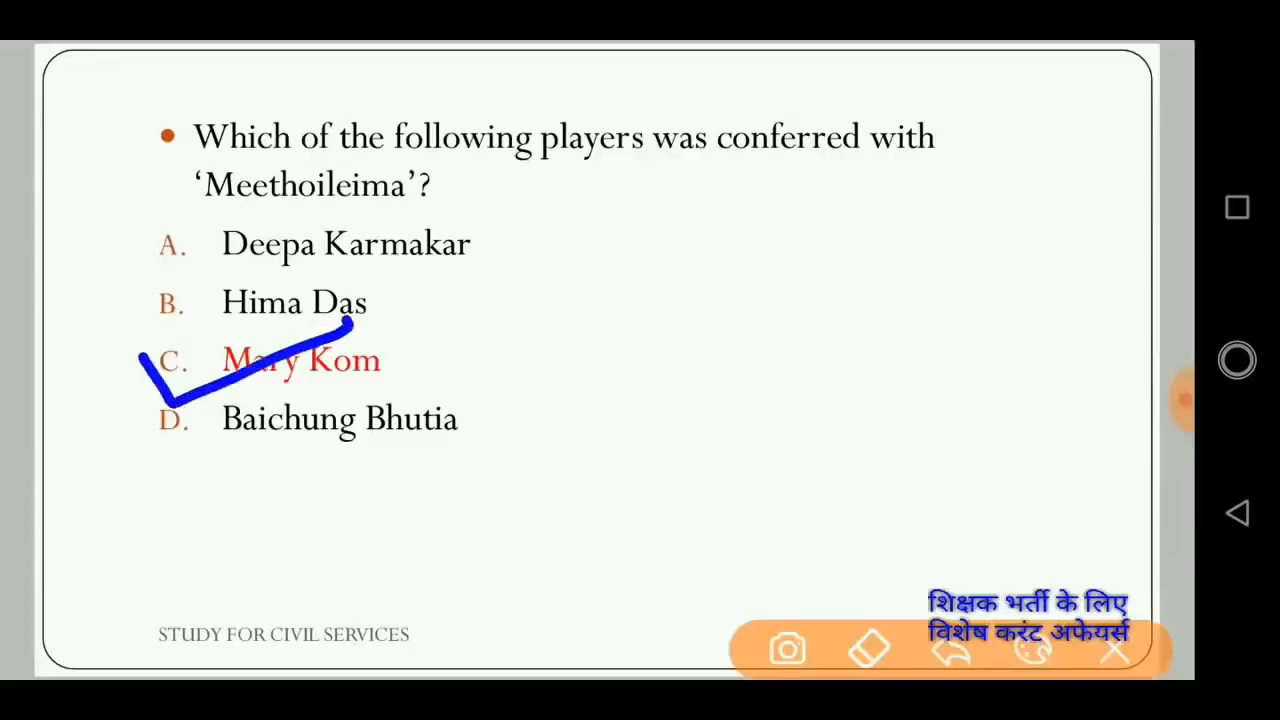 • Which of the following players was conferred with
‘Meethoileima’?
A. Deepa Karmakar
B. Hima Das
C. Mary Kom
D. Baichung Bhutia
शिक्षक भर्ती के लिए
विशेष करंट अफेयर्स
STUDY FOR CIVIL SERVICES